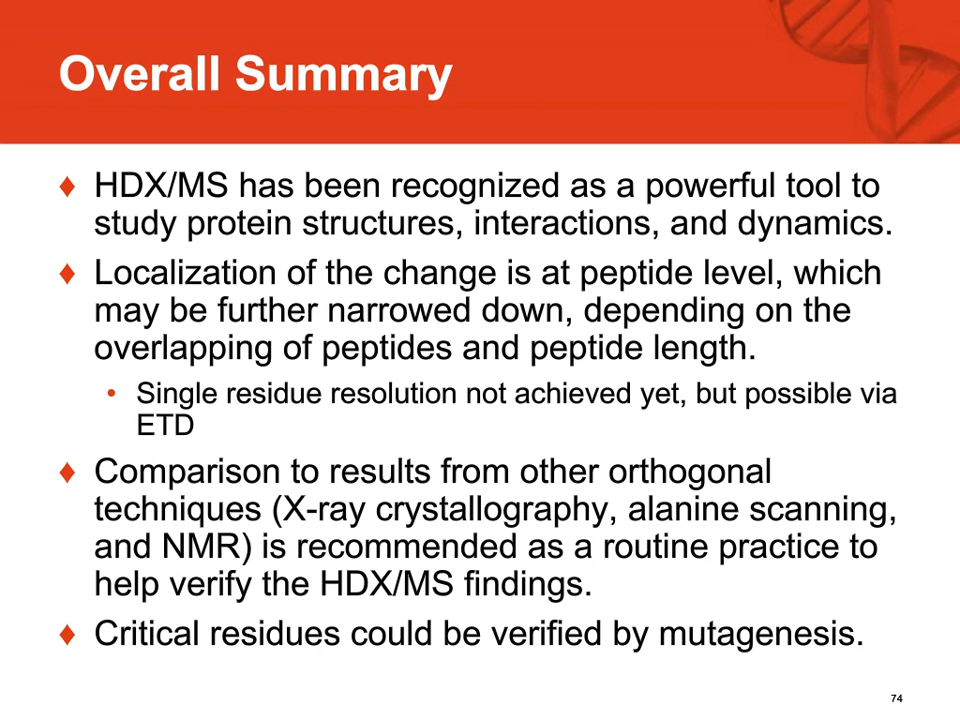 Overall Summary
♦ HDX/MS has been recognized as a powerful tool to
study protein structures, interactions, and dynamics.
♦ Localization of the change is at peptide level, which
may be further narrowed down, depending on the
overlapping of peptides and peptide length.
• Single residue resolution not achieved yet, but possible via
ETD
♦ Comparison to results from other orthogonal
techniques (X-ray crystallography, alanine scanning,
and NMR) is recommended as a routine practice to
help verify the HDX/MS findings.
♦ Critical residues could be verified by mutagenesis.
74